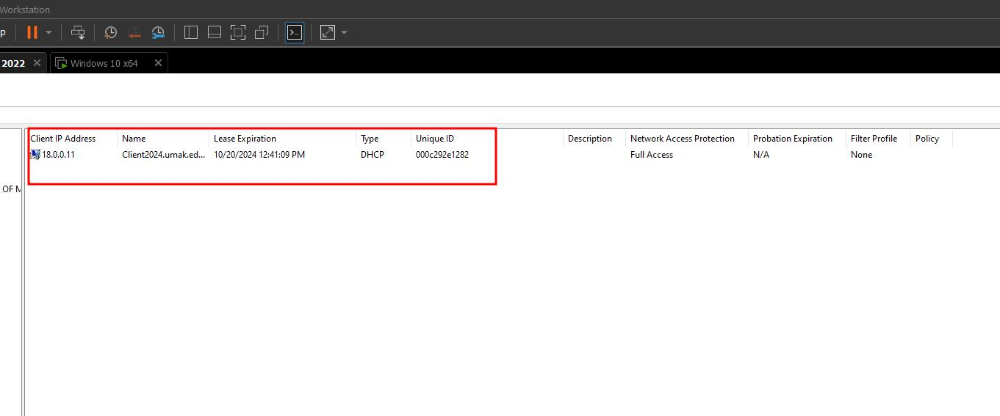 Workstation
p
2022 Windows 10 x64
Client IP Address Name Lease Expiration Type Unique ID Description Network Access Protection Probation Expiration Filter Profile Policy
18.0.0.11 Client2024.umak.ed... 10/20/2024 12:41:09 PM DHCP 000c292e1282 Full Access N/A None
OF M